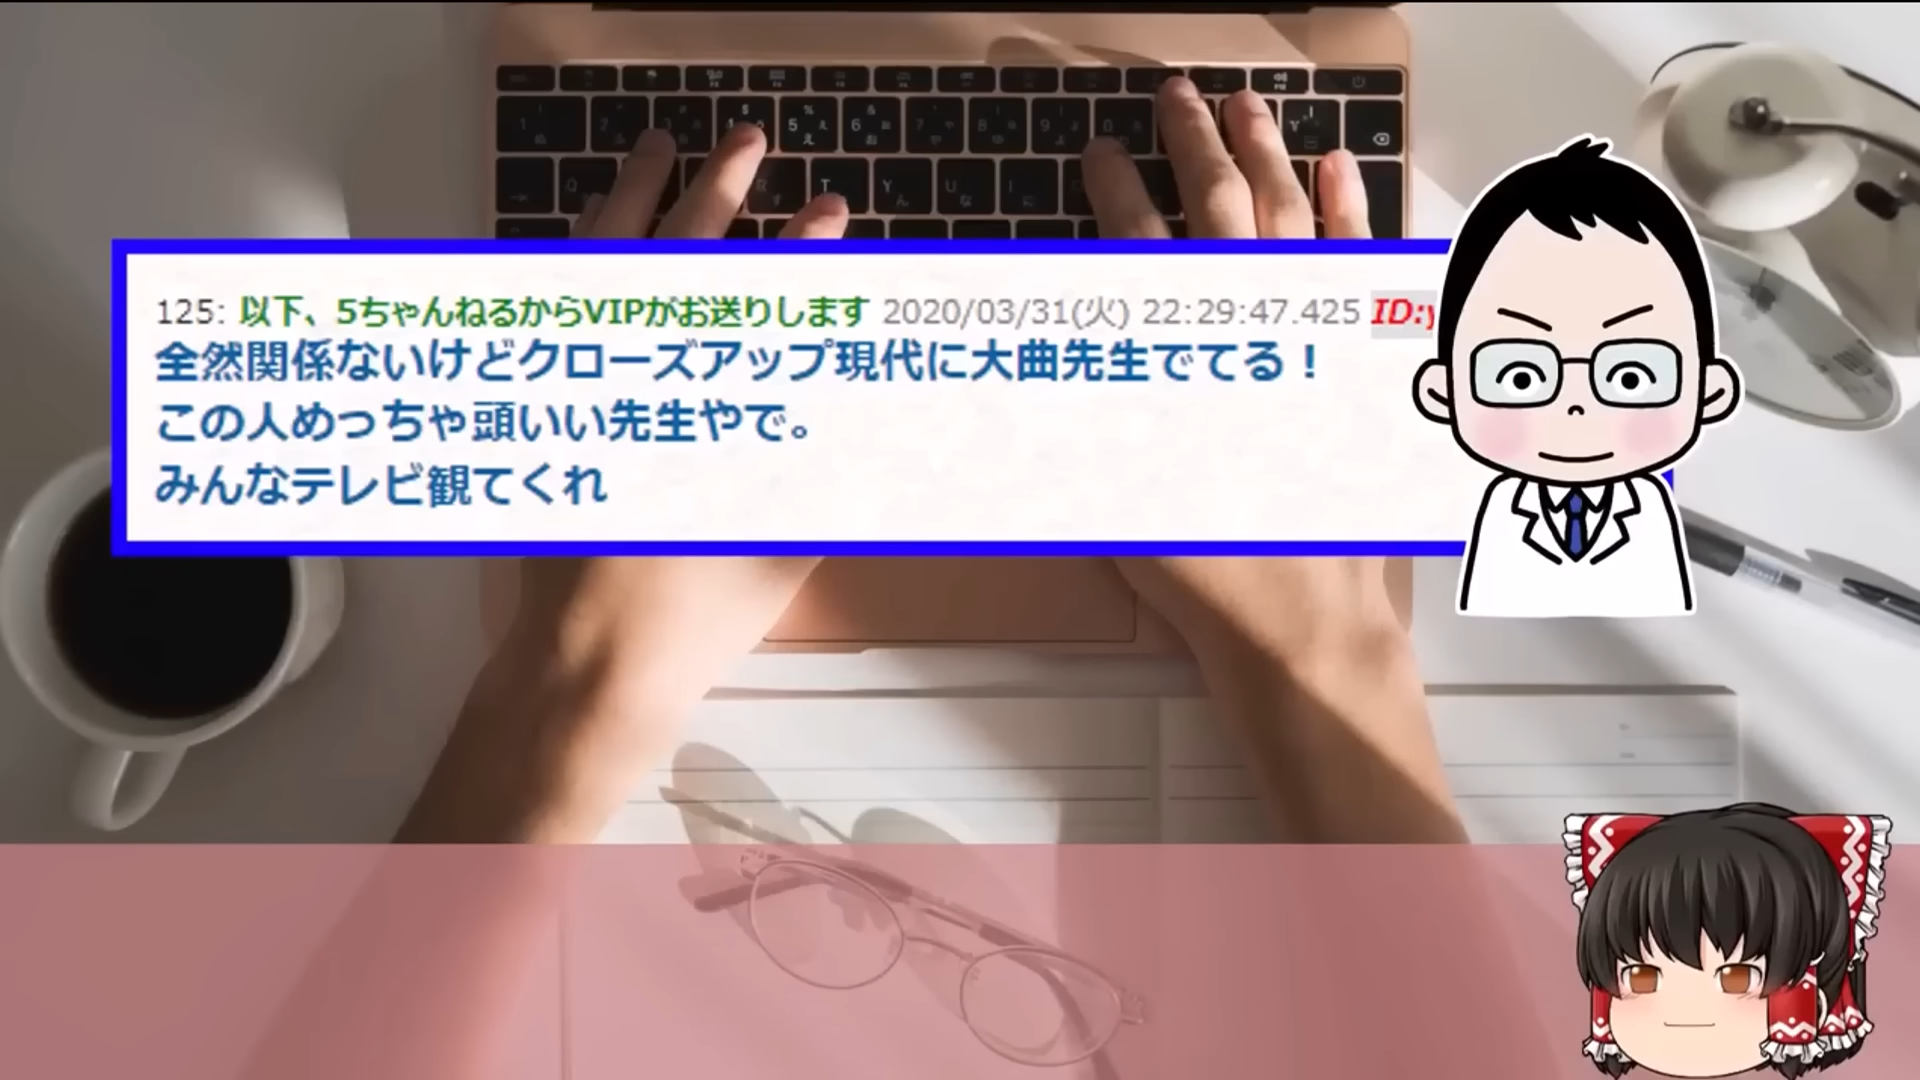 125: 以下、5ちゃんねるからVIPがお送りします 2020/03/31(火) 22:29:47.425 ID:y
全然関係ないけどクローズアップ現代に大曲先生でてる！
この人めっちゃ頭いい先生やで。
みんなテレビ観てくれ